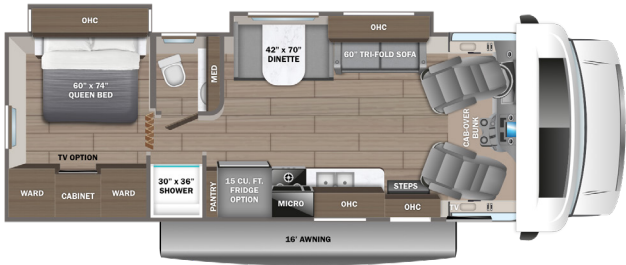 OHC
60" x 74"
QUEEN BED
TV OPTION
WARD
CABINET
WARD
MED
30" x 36"
SHOWER
PANTRY
42" x 70"
DINETTE
OHC
60" TRI-FOLD SOFA
15 CU. FT.
FRIDGE
OPTION
MICRO
OHC
STEPS
OHC
CAB-OVER
BUNK
TV
16' AWNING